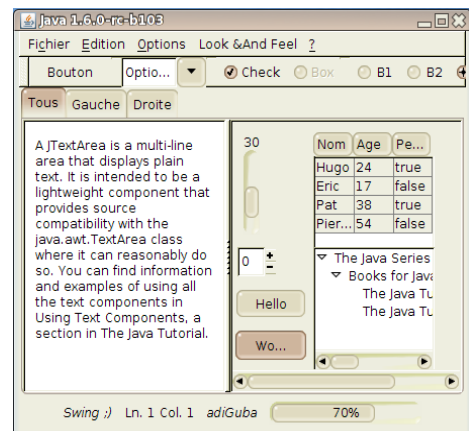 Java 1.6.0-rc-b103
Fichier Edition Options Look &And Feel ?
Bouton Optio... Check Box B1 B2
Tous Gauche Droite
A JTextArea is a multi-line
area that displays plain
text. It is intended to be a
lightweight component that
provides source
compatibility with the
java.awt.TextArea class
where it can reasonably do
so. You can find information
and examples of using all
the text components in
Using Text Components, a
section in The Java Tutorial.
30
0
Hello
Wo...
Nom Age Pe...
Hugo 24 true
Eric 17 false
Pat 38 true
Pier... 54 false
The Java Series
Books for Java
The Java Tu
The Java Tu
Swing ;) Ln. 1 Col. 1 adiGuba 70%